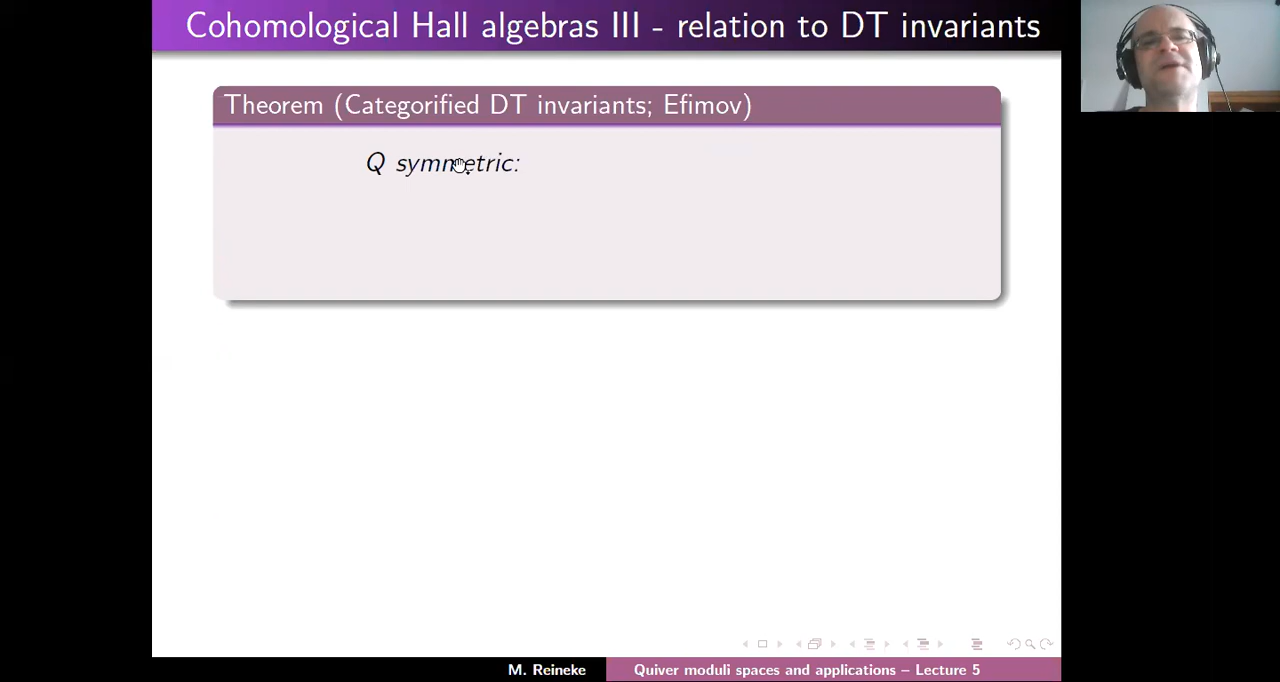 Cohomological Hall algebras III - relation to DT invariants
Theorem (Categorified DT invariants; Efimov)
Q symmetric:
M. Reineke
Quiver moduli spaces and applications – Lecture 5